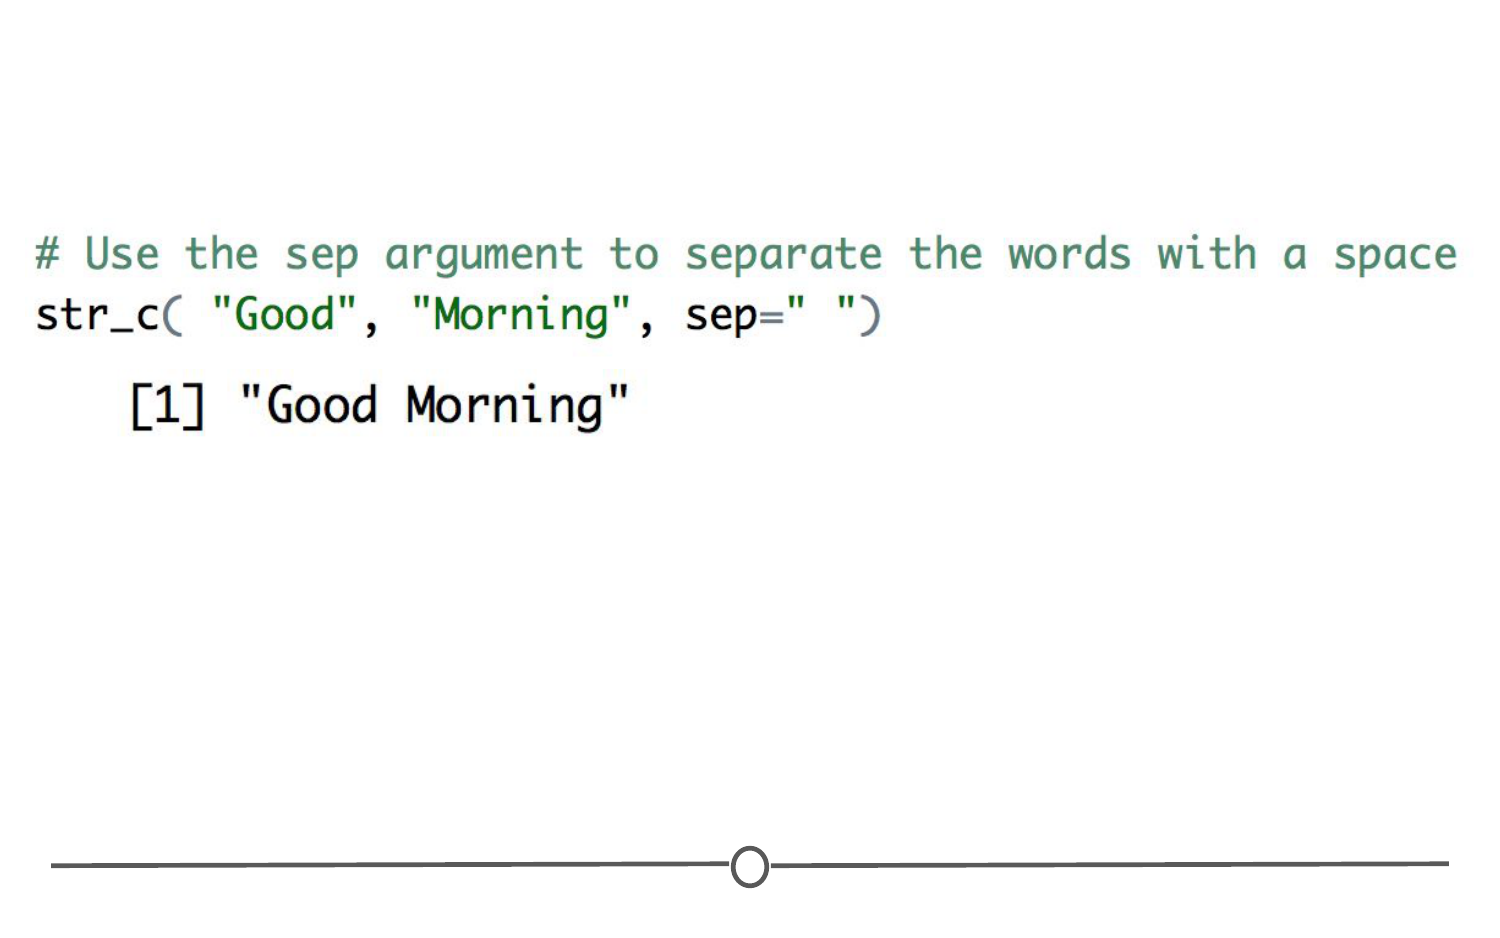 # Use the sep argument to separate the words with a space
str_c( "Good", "Morning", sep=" ")
[1] "Good Morning"